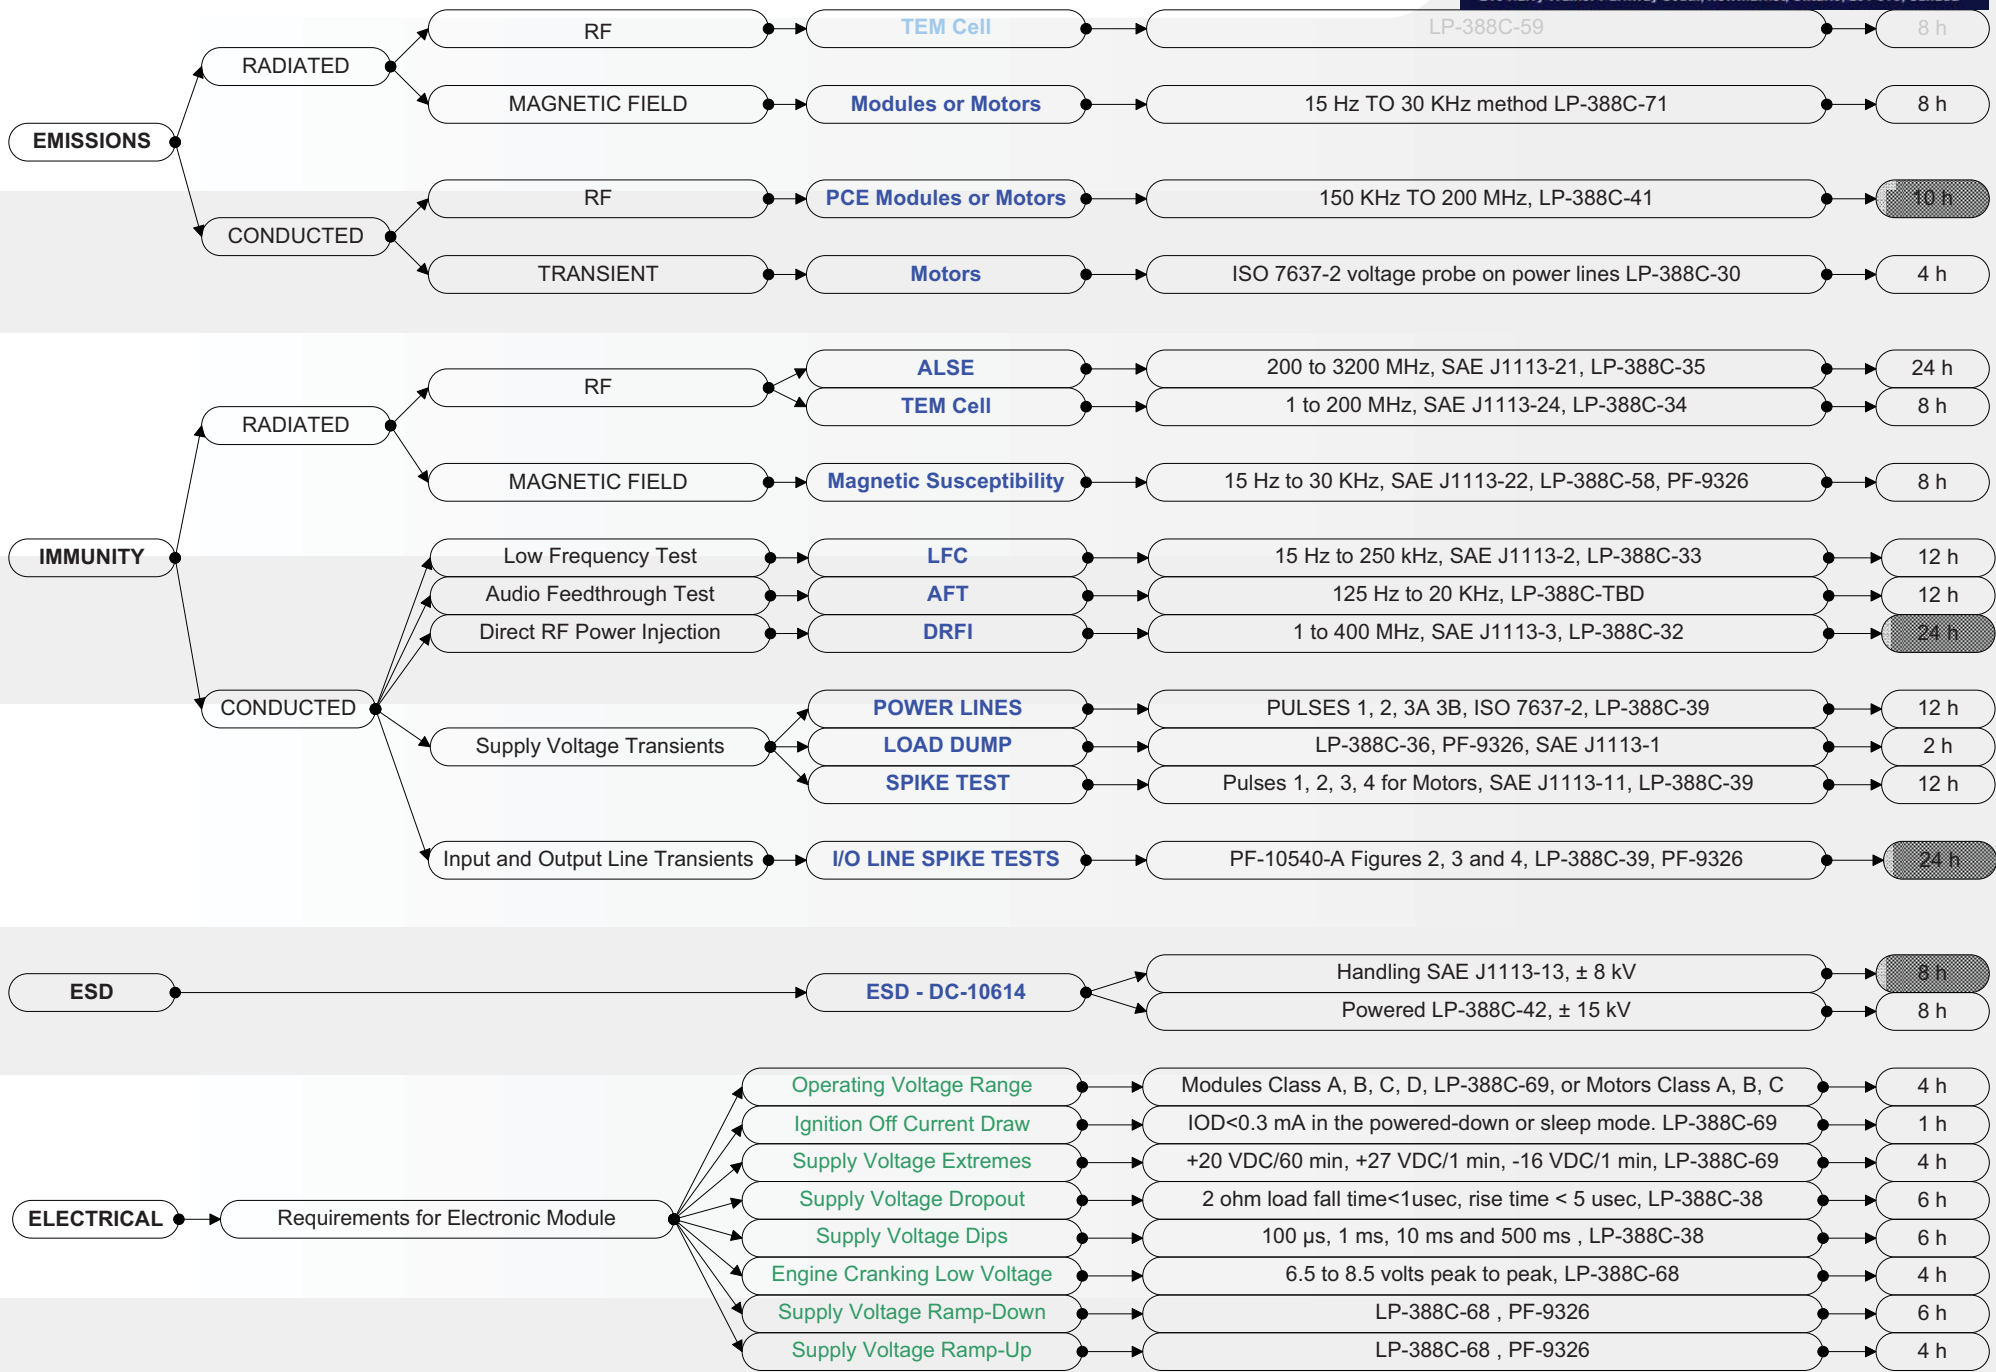 RF TEM Cell LP-388C-59 8 h
RADIATED
MAGNETIC FIELD Modules or Motors 15 Hz TO 30 KHz method LP-388C-71 8 h
EMISSIONS
RF PCE Modules or Motors 150 KHz TO 200 MHz, LP-388C-41 10 h
CONDUCTED
TRANSIENT Motors ISO 7637-2 voltage probe on power lines LP-388C-30 4 h
ALSE 200 to 3200 MHz, SAE J1113-21, LP-388C-35 24 h
RF
TEM Cell 1 to 200 MHz, SAE J1113-24, LP-388C-34 8 h
RADIATED
MAGNETIC FIELD Magnetic Susceptibility 15 Hz to 30 KHz, SAE J1113-22, LP-388C-58, PF-9326 8 h
IMMUNITY Low Frequency Test LFC 15 Hz to 250 kHz, SAE J1113-2, LP-388C-33 12 h
Audio Feedthrough Test AFT 125 Hz to 20 KHz, LP-388C-TBD 12 h
Direct RF Power Injection DRFI 1 to 400 MHz, SAE J1113-3, LP-388C-32 24 h
CONDUCTED POWER LINES PULSES 1, 2, 3A 3B, ISO 7637-2, LP-388C-39 12 h
Supply Voltage Transients LOAD DUMP LP-388C-36, PF-9326, SAE J1113-1 2 h
SPIKE TEST Pulses 1, 2, 3, 4 for Motors, SAE J1113-11, LP-388C-39 12 h
Input and Output Line Transients I/O LINE SPIKE TESTS PF-10540-A Figures 2, 3 and 4, LP-388C-39, PF-9326 24 h
Handling SAE J1113-13, ± 8 kV 8 h
ESD ESD - DC-10614
Powered LP-388C-42, ± 15 kV 8 h
Operating Voltage Range Modules Class A, B, C, D, LP-388C-69, or Motors Class A, B, C 4 h
Ignition Off Current Draw IOD<0.3 mA in the powered-down or sleep mode. LP-388C-69 1 h
Supply Voltage Extremes +20 VDC/60 min, +27 VDC/1 min, -16 VDC/1 min, LP-388C-69 4 h
Supply Voltage Dropout 2 ohm load fall time<1usec, rise time < 5 usec, LP-388C-38 6 h
ELECTRICAL Requirements for Electronic Module
Supply Voltage Dips 100 µs, 1 ms, 10 ms and 500 ms , LP-388C-38 6 h
Engine Cranking Low Voltage 6.5 to 8.5 volts peak to peak, LP-388C-68 4 h
Supply Voltage Ramp-Down LP-388C-68 , PF-9326 6 h
Supply Voltage Ramp-Up LP-388C-68 , PF-9326 4 h